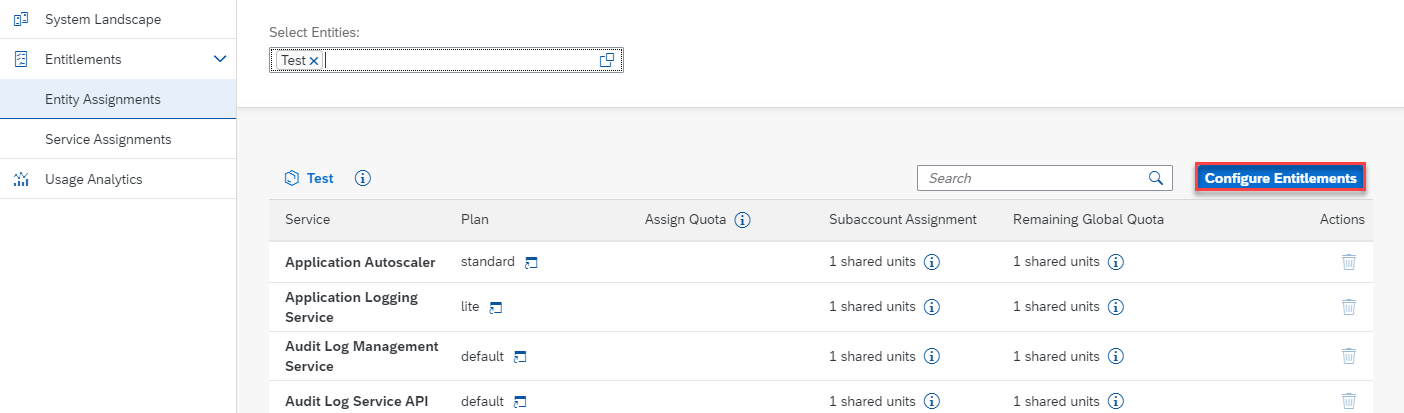 System Landscape
Entitlements
Entity Assignments
Service Assignments
Usage Analytics
Select Entities:
Test
Test
Search
Configure Entitlements
Service Plan Assign Quota Subaccount Assignment Remaining Global Quota Actions
Application Autoscaler standard 1 shared units 1 shared units
Application Logging
Service
lite 1 shared units 1 shared units
Audit Log Management
Service
default 1 shared units 1 shared units
Audit Log Service API default 1 shared units 1 shared units